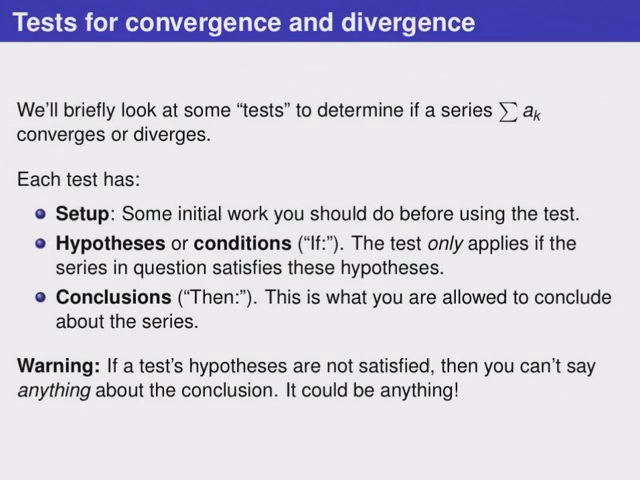 Tests for convergence and divergence
We'll briefly look at some “tests” to determine if a series ∑ aₖ
converges or diverges.
Each test has:
Setup: Some initial work you should do before using the test.
Hypotheses or conditions (“If:”). The test only applies if the
series in question satisfies these hypotheses.
Conclusions (“Then:”). This is what you are allowed to conclude
about the series.
Warning: If a test's hypotheses are not satisfied, then you can't say
anything about the conclusion. It could be anything!